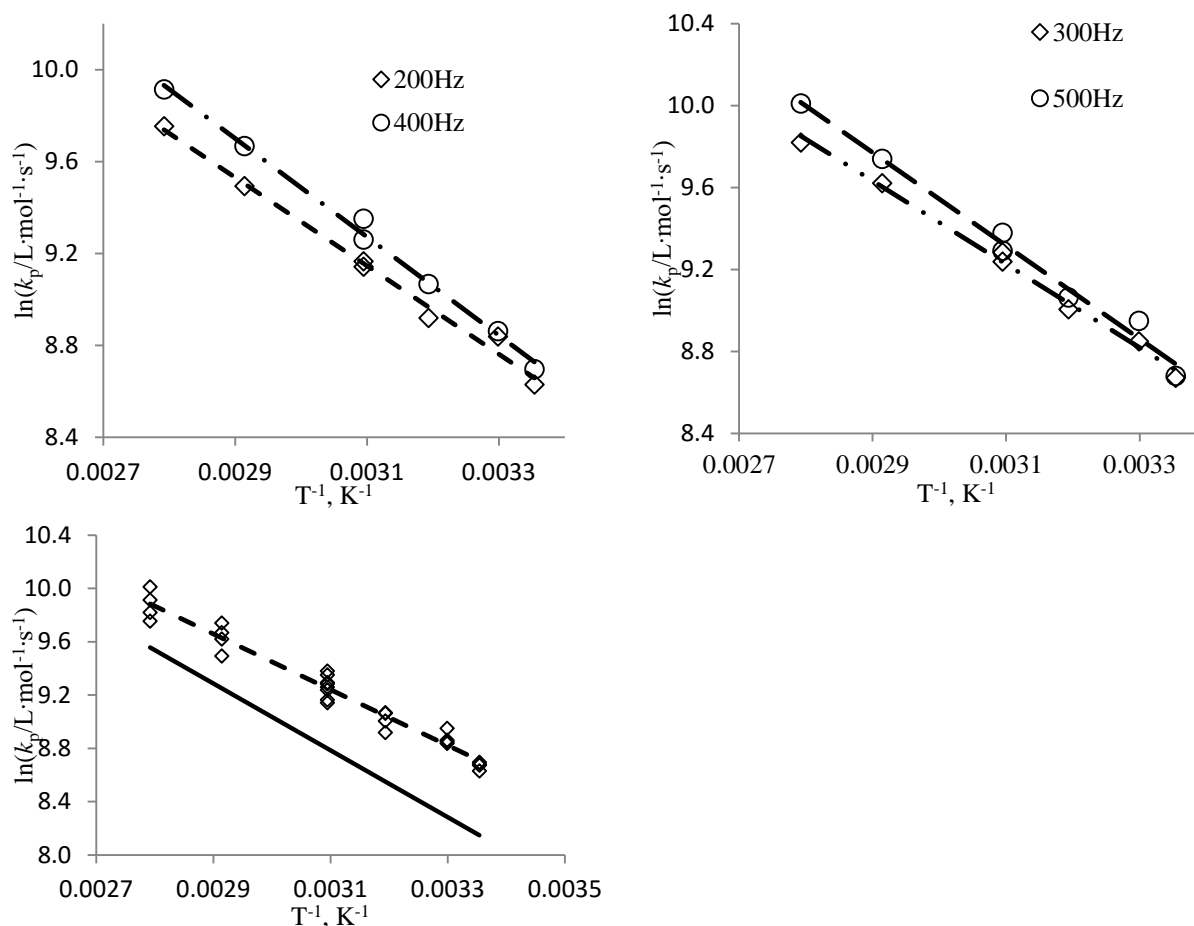 10.0
9.6
9.2
8.8
8.4
ln(kp/L·mol-1·s-1)
200Hz
400Hz
0.0027 0.0029 0.0031 0.0033
T-1, K-1
10.4
10.0
9.6
9.2
8.8
8.4
ln(kp/L·mol-1·s-1)
300Hz
500Hz
0.0027 0.0029 0.0031 0.0033
T-1, K-1
10.4
10.0
9.6
9.2
8.8
8.4
8.0
ln(kp/L·mol-1·s-1)
0.0027 0.0029 0.0031 0.0033 0.0035
T-1, K-1